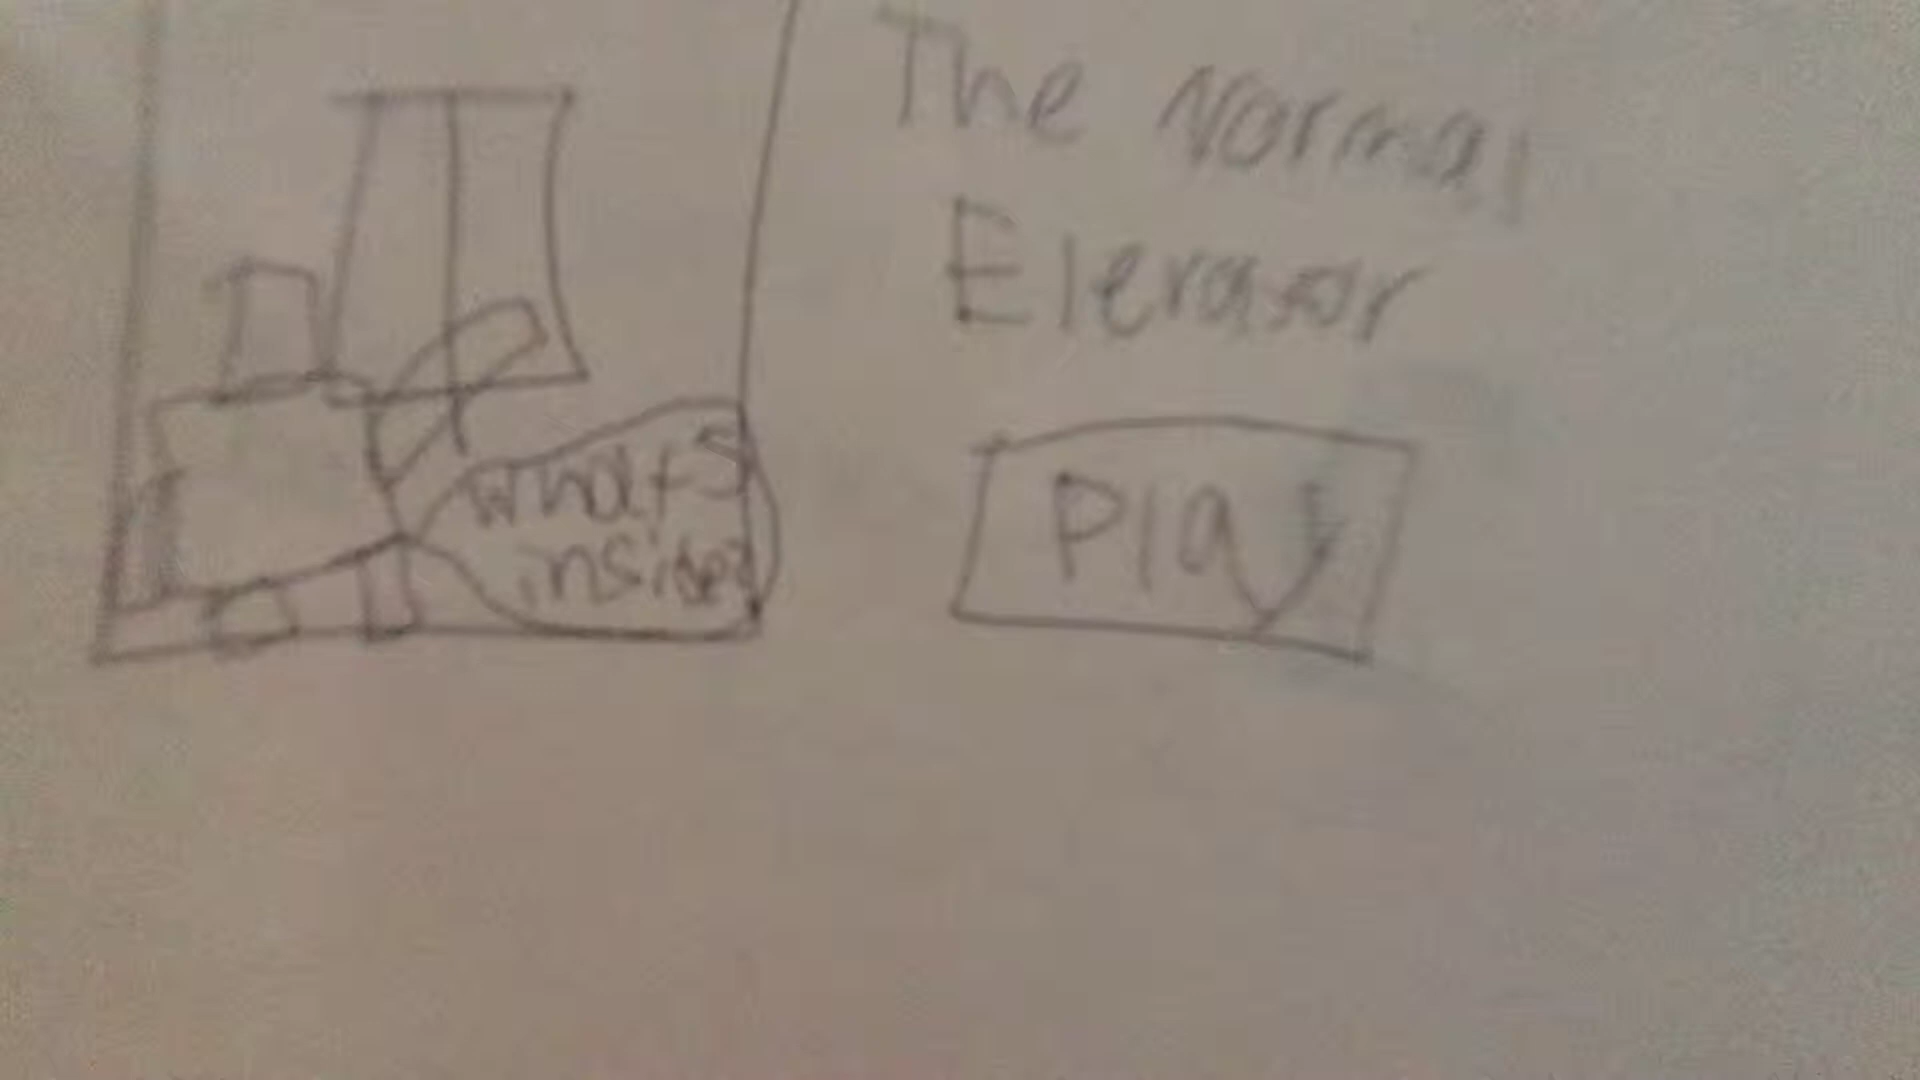 The Normal
Elerasor
whats
inside?
Play